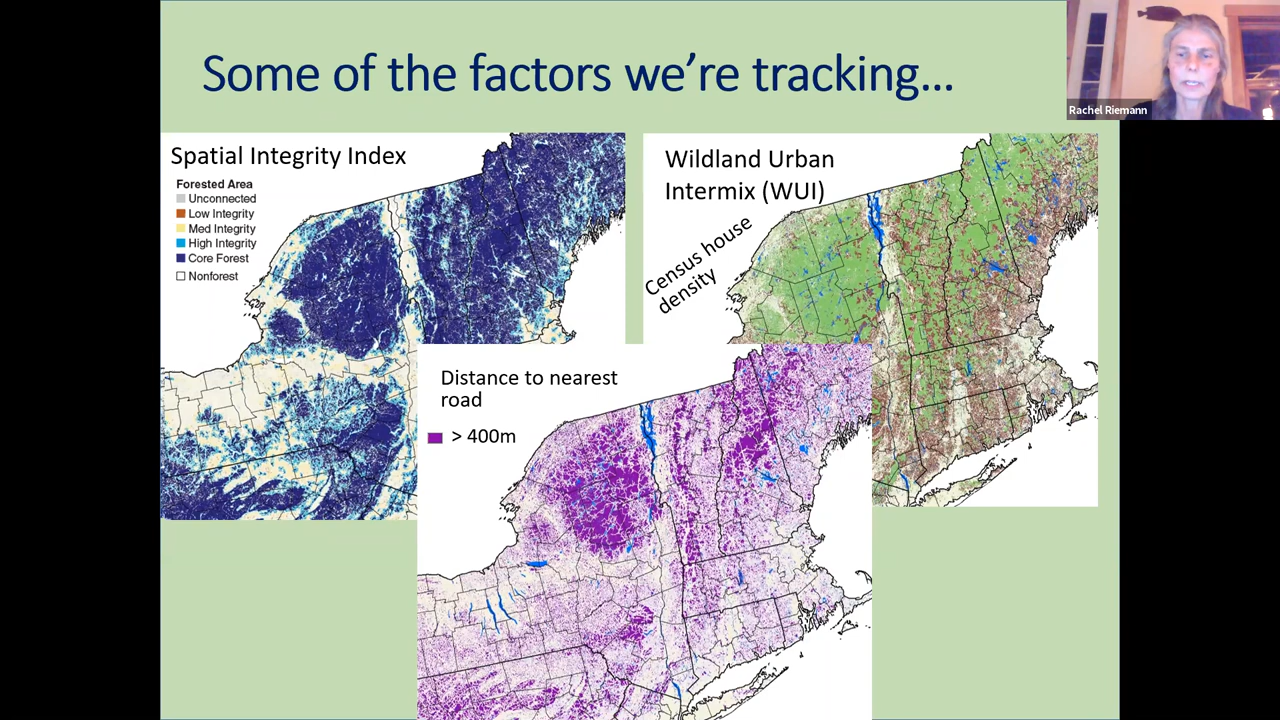 Some of the factors we're tracking...
Rachel Riemann
Spatial Integrity Index
Forested Area
Unconnected
Low Integrity
Med Integrity
High Integrity
Core Forest
Nonforest
Wildland Urban
Intermix (WUI)
Census house
density
Distance to nearest
road
> 400m